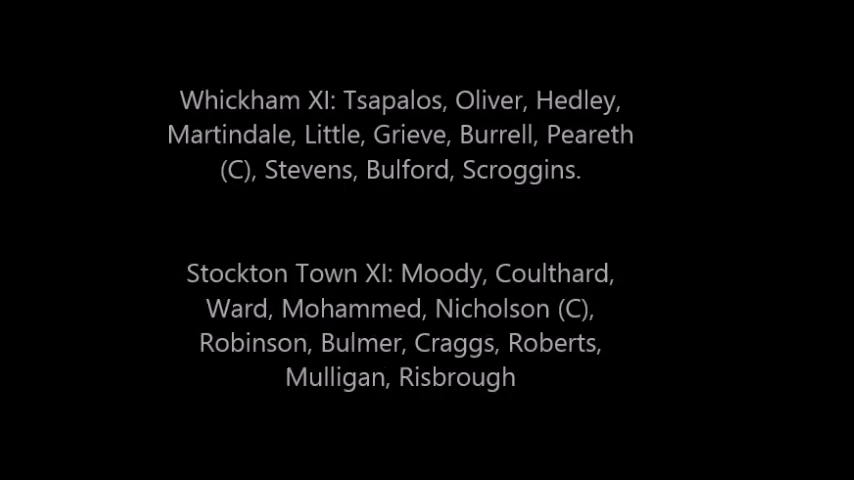 Whickham XI: Tsapalos, Oliver, Hedley,
Martindale, Little, Grieve, Burrell, Peareth
(C), Stevens, Bulford, Scroggins.
Stockton Town XI: Moody, Coulthard,
Ward, Mohammed, Nicholson (C),
Robinson, Bulmer, Craggs, Roberts,
Mulligan, Risbrough